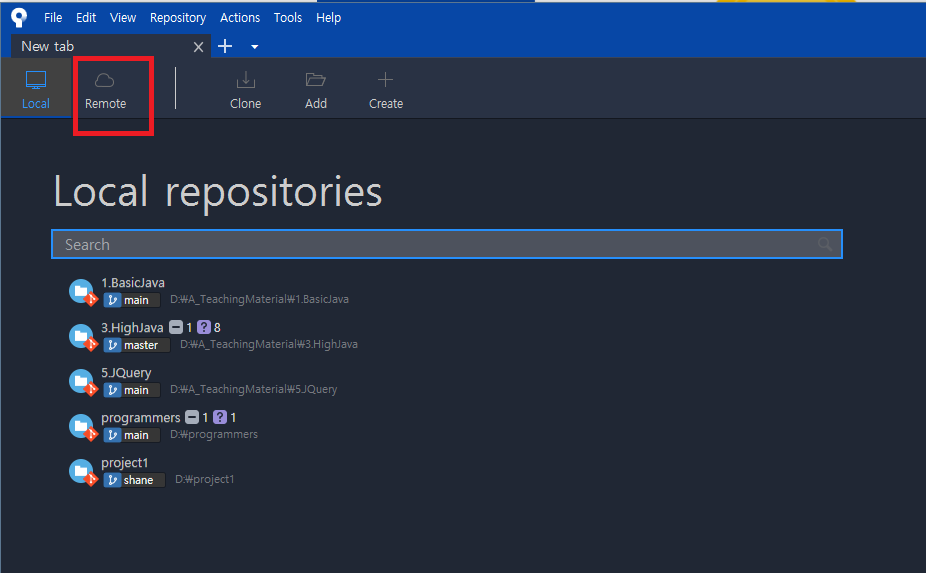 File Edit View Repository Actions Tools Help
New tab
Local Remote Clone Add Create
Local repositories
Search
1.BasicJava
main D:₩A_TeachingMaterial₩1.BasicJava
3.HighJava 1 ? 8
master D:₩A_TeachingMaterial₩3.HighJava
5.JQuery
main D:₩A_TeachingMaterial₩5.JQuery
programmers 1 ? 1
main D:₩programmers
project1
shane D:₩project1